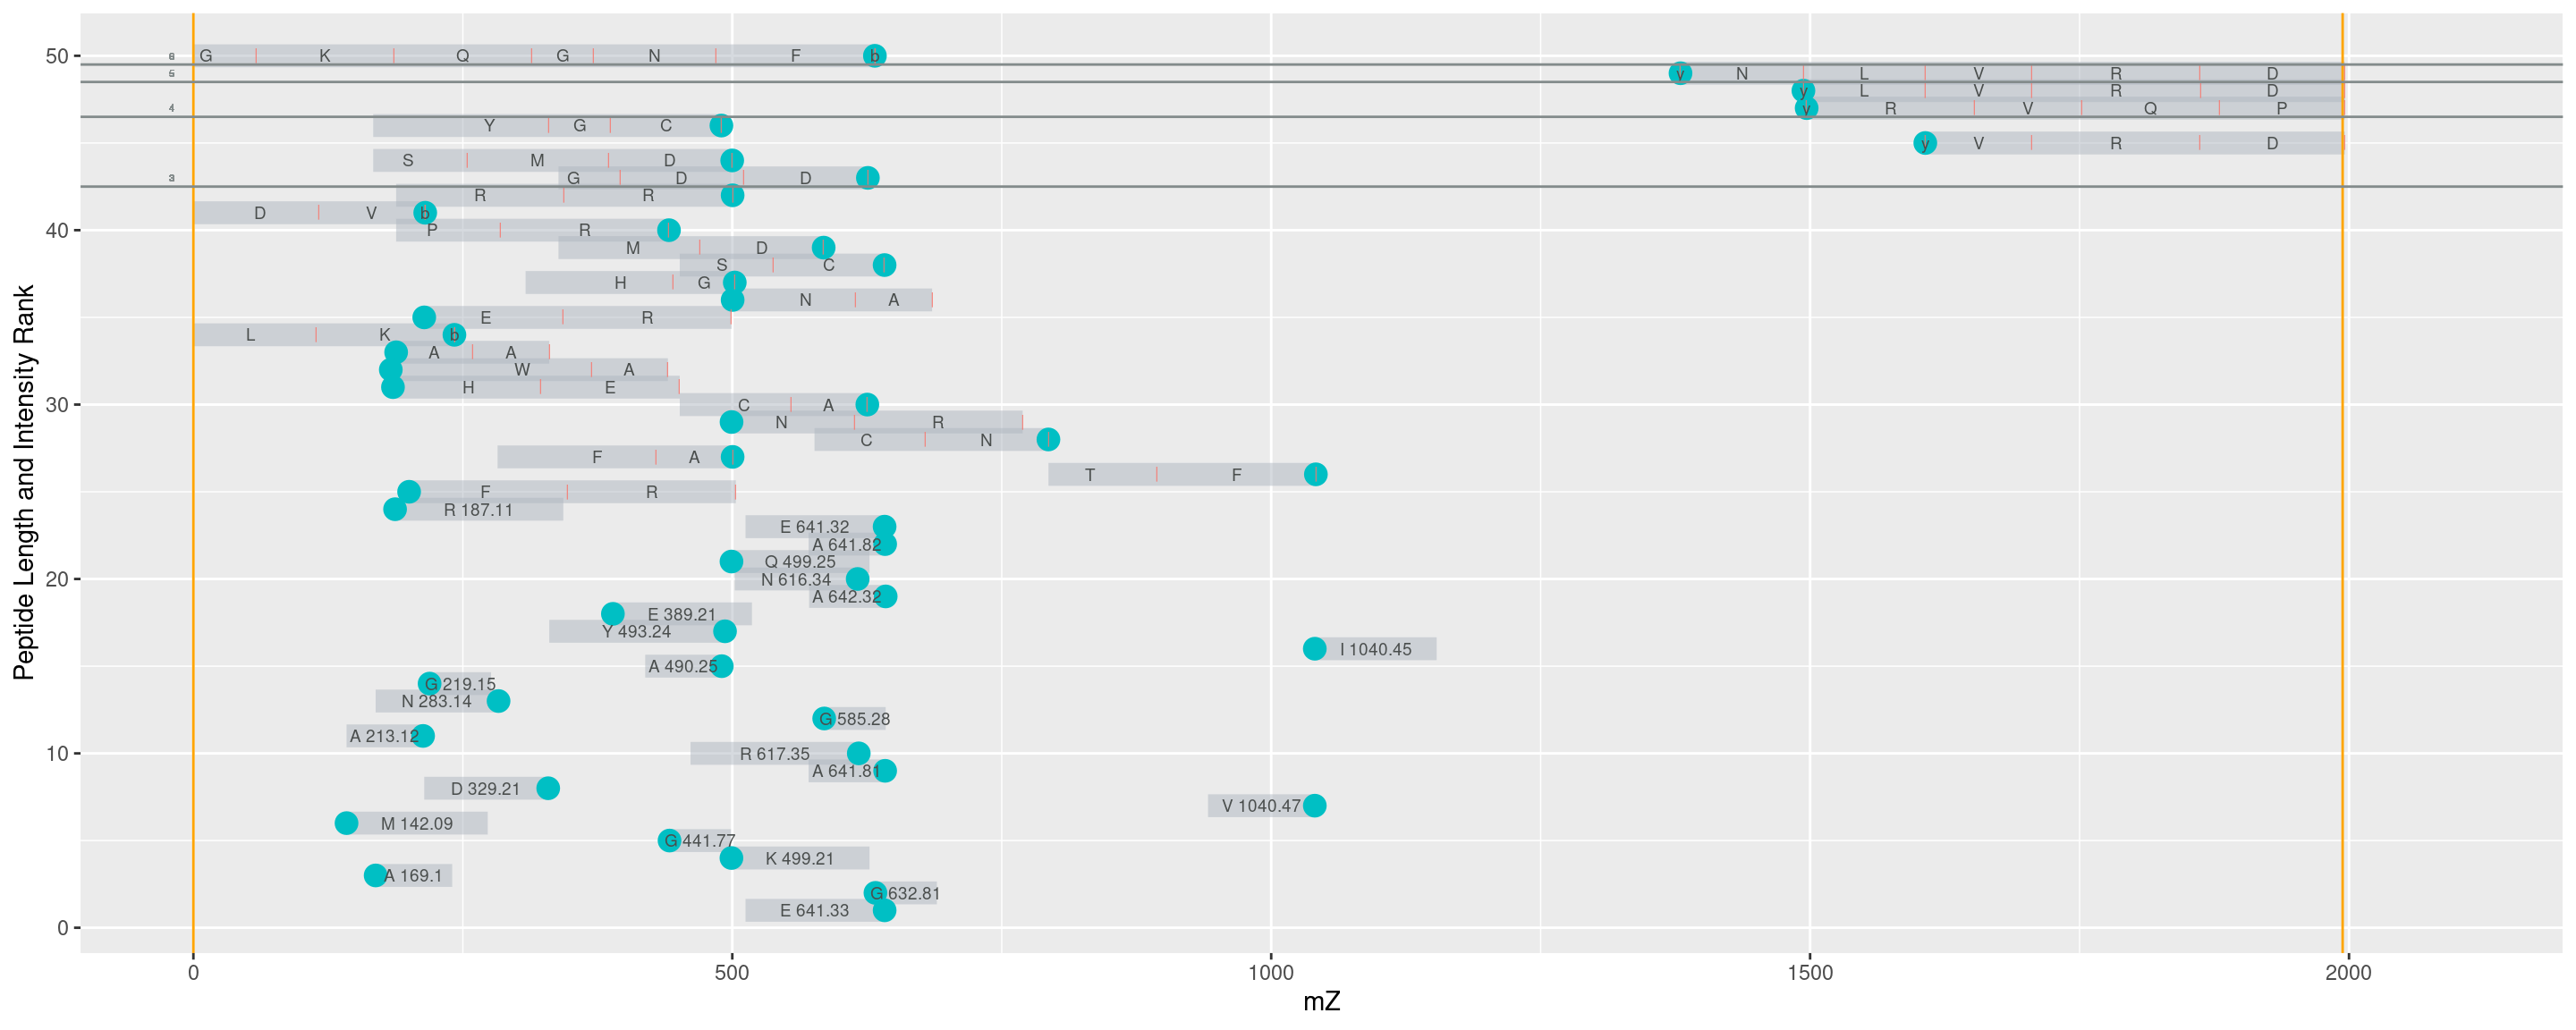 50 6 G K Q G N F b
5 y N L V R D
y L V R D
4 y R V Q P
Y G C
y V R D
S M D
3 G D D
R R
D V b
40 P R
M D
S C
H G
N A
E R
L K b
A A
W A
H E
30 C A
N R
C N
F A
T F
F R
R 187.11
E 641.32
A 641.82
Q 499.25
20 N 616.34
A 642.32
E 389.21
Y 493.24
I 1040.45
A 490.25
G 219.15
N 283.14
G 585.28
A 213.12
10 R 617.35
A 641.81
D 329.21
V 1040.47
M 142.09
G 441.77
K 499.21
A 169.1
G 632.81
E 641.33
0
0 500 1000 1500 2000
mZ
Peptide Length and Intensity Rank